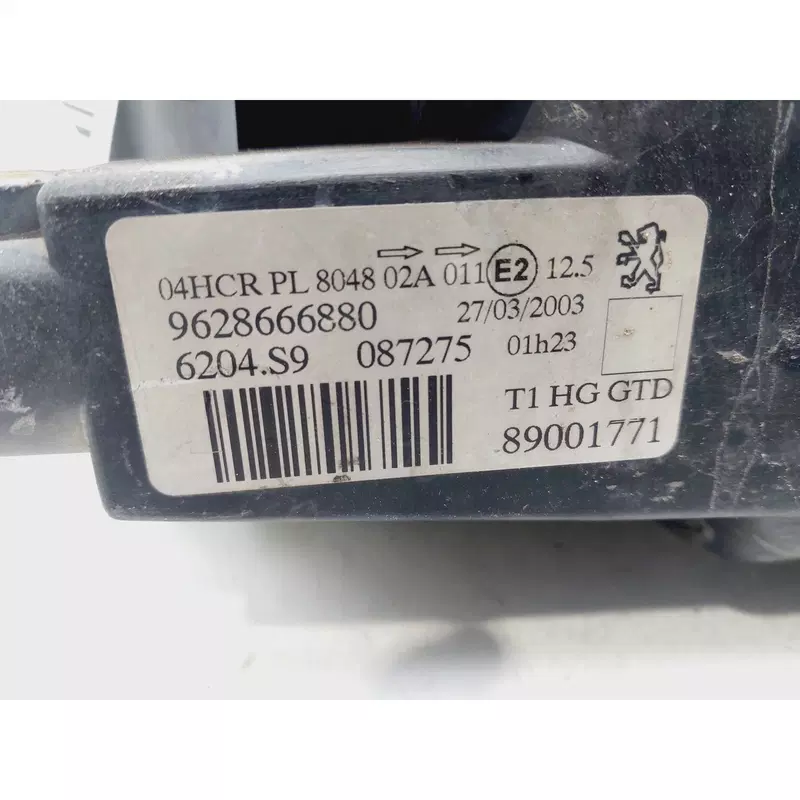 04HCR PL 8048 02A 011 E2 12.5
9628666880 27/03/2003
6204.S9 087275 01h23
T1 HG GTD
89001771